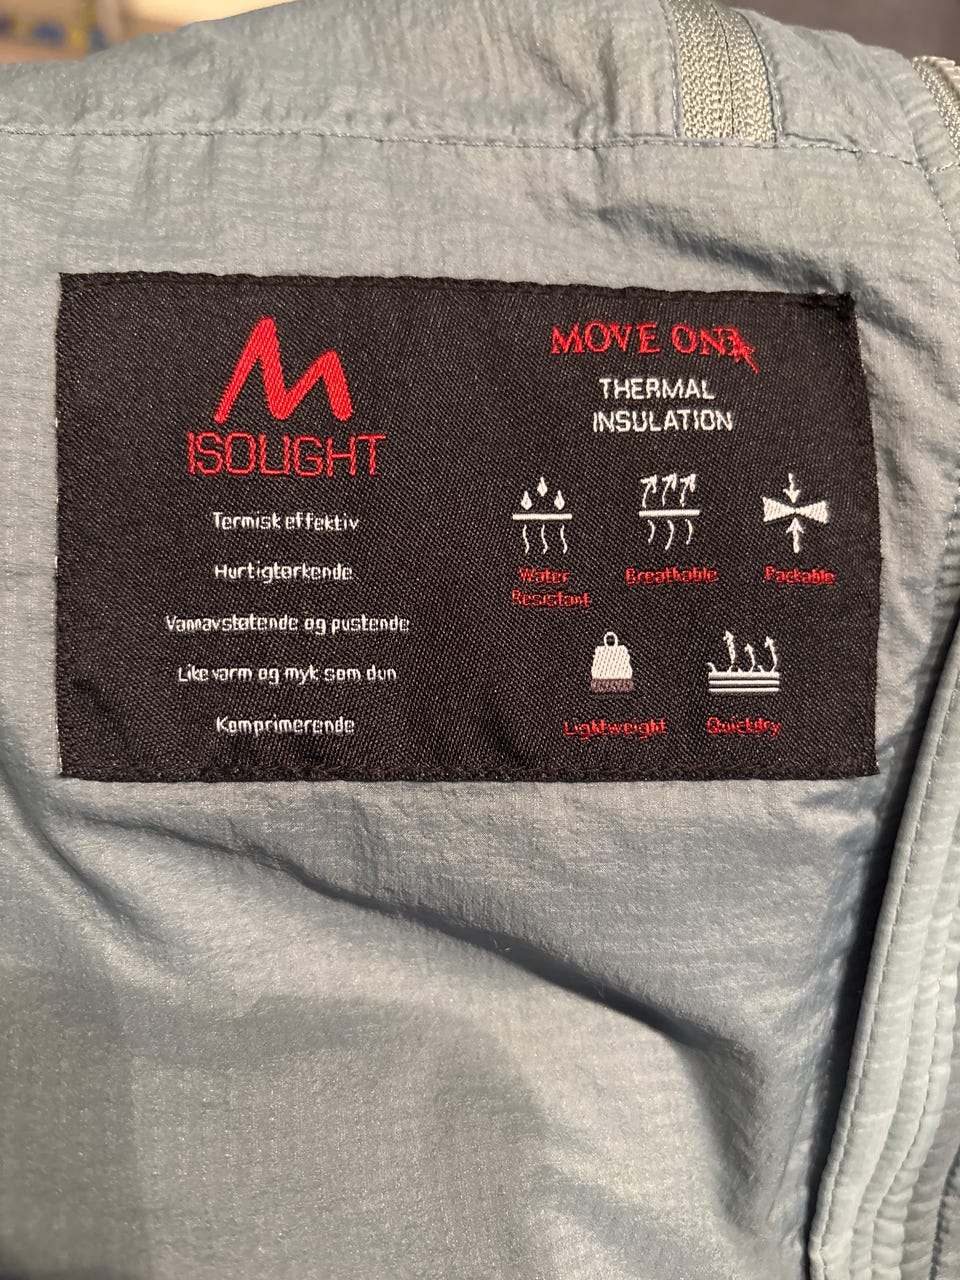 ISOLIGHT
Termisk effektiv
Hurtigtørkende
Vannavstøtende og pustende
Like varm og myk som dun
Komprimerende
MOVE ON
THERMAL
INSULATION
Water
Resistant
Breathable
Packable
Lightweight
Quickdry